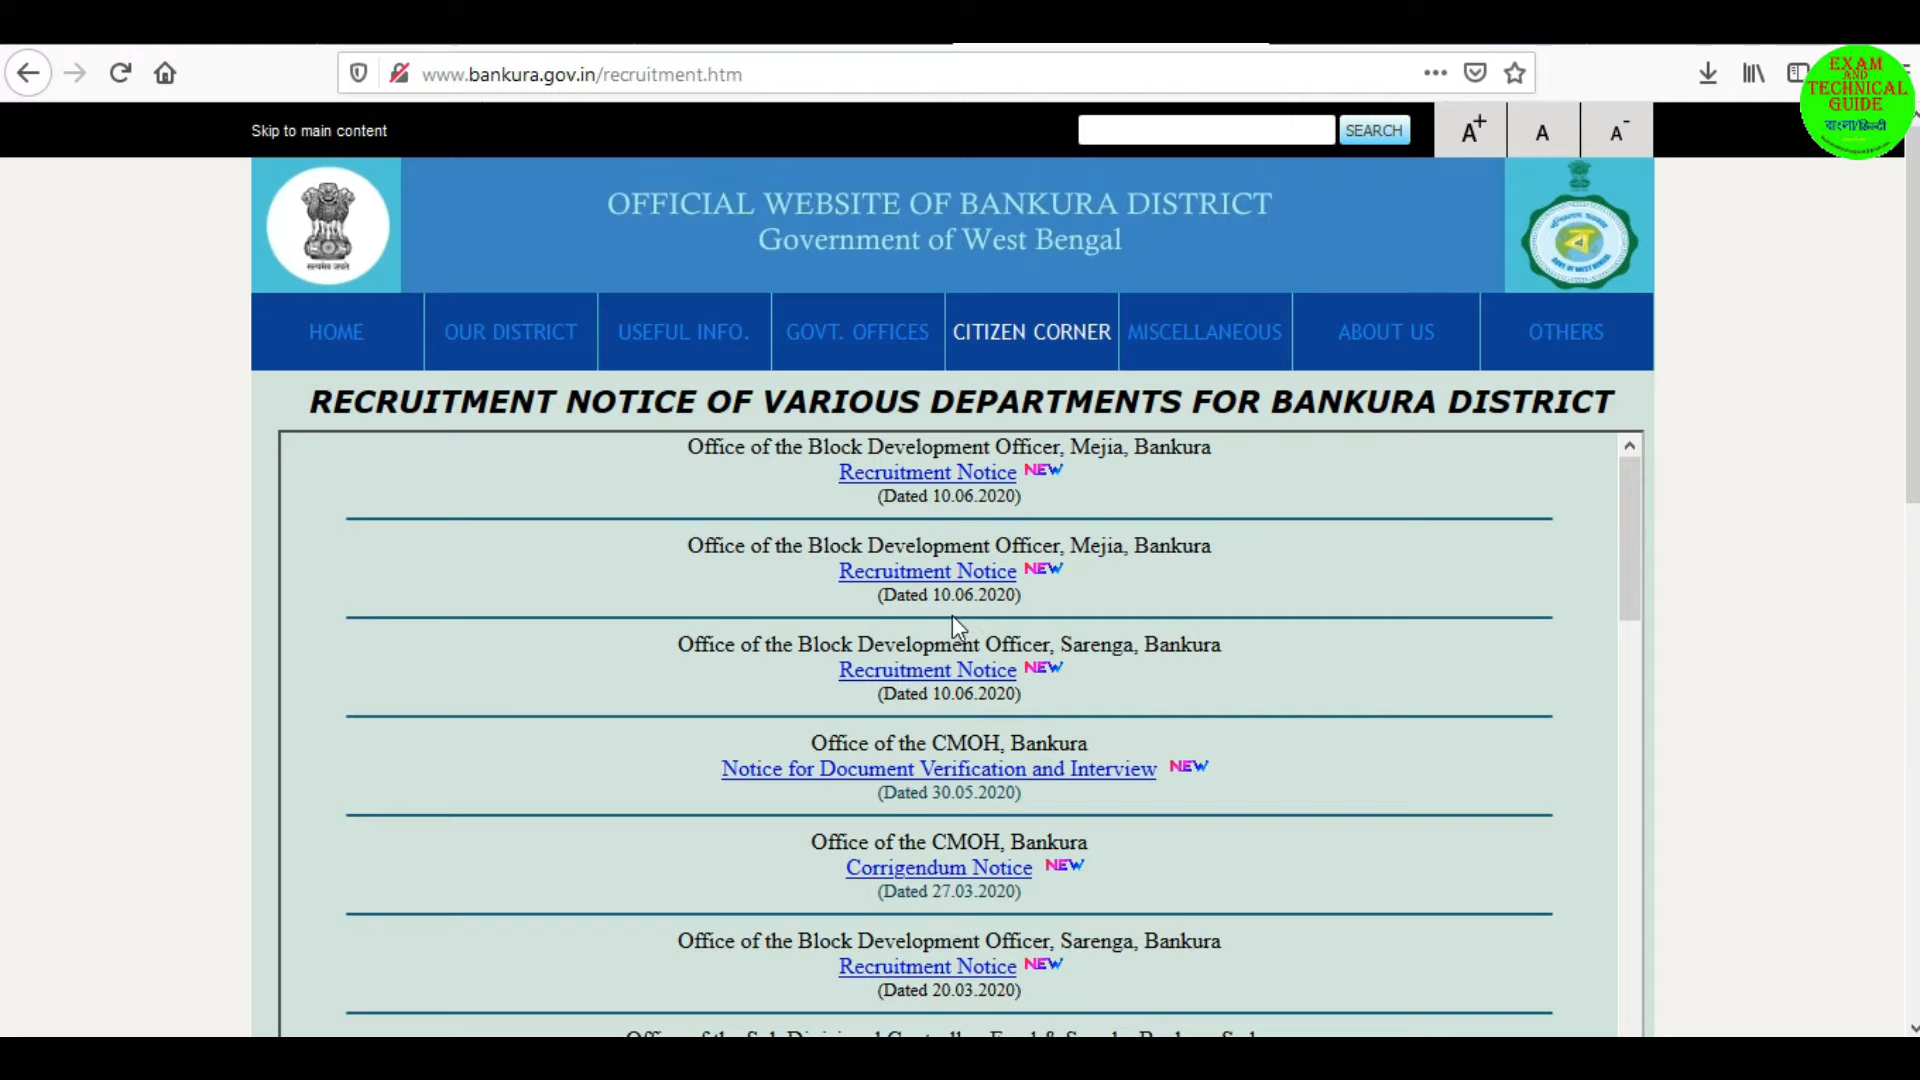 www.bankura.gov.in/recruitment.htm
EXAM
AND
TECHNICAL
GUIDE
বাংলা/हिन्दी
Skip to main content
SEARCH
A+
A
A-
सत्यमेव जयते
OFFICIAL WEBSITE OF BANKURA DISTRICT
Government of West Bengal
GOVT. OF WEST BENGAL
HOME
OUR DISTRICT
USEFUL INFO.
GOVT. OFFICES
CITIZEN CORNER
MISCELLANEOUS
ABOUT US
OTHERS
RECRUITMENT NOTICE OF VARIOUS DEPARTMENTS FOR BANKURA DISTRICT
Office of the Block Development Officer, Mejia, Bankura
Recruitment Notice NEW
(Dated 10.06.2020)
Office of the Block Development Officer, Mejia, Bankura
Recruitment Notice NEW
(Dated 10.06.2020)
Office of the Block Development Officer, Sarenga, Bankura
Recruitment Notice NEW
(Dated 10.06.2020)
Office of the CMOH, Bankura
Notice for Document Verification and Interview NEW
(Dated 30.05.2020)
Office of the CMOH, Bankura
Corrigendum Notice NEW
(Dated 27.03.2020)
Office of the Block Development Officer, Sarenga, Bankura
Recruitment Notice NEW
(Dated 20.03.2020)